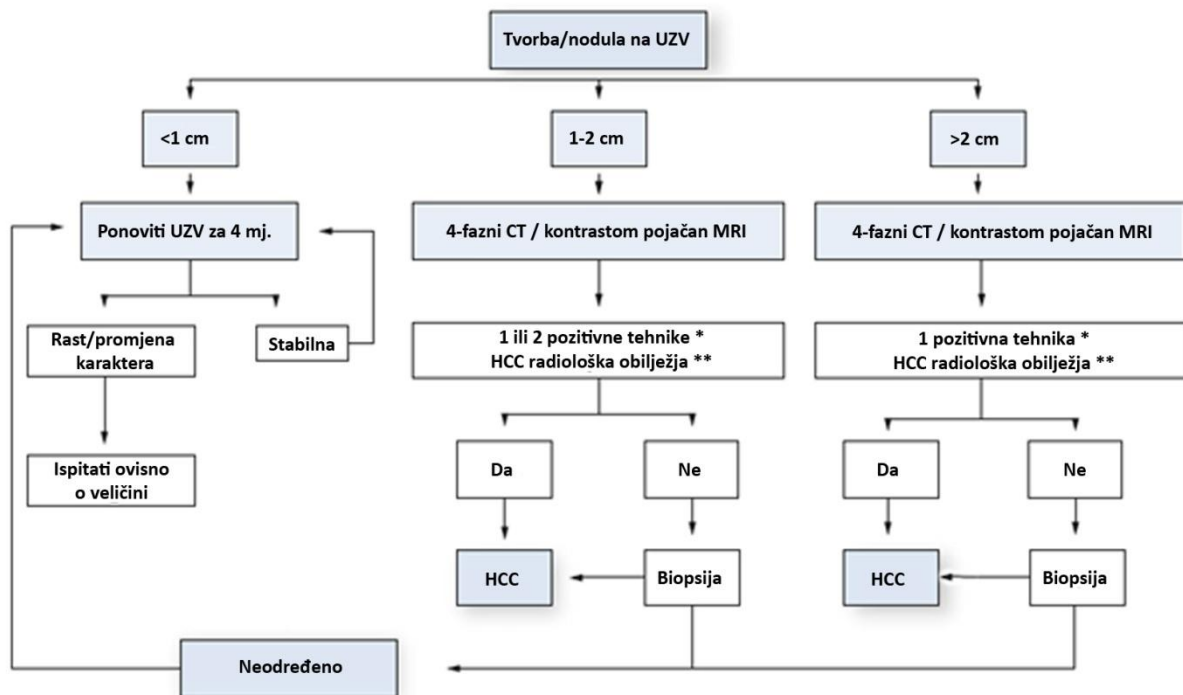 Tvorba/nodula na UZV
<1 cm
1-2 cm
>2 cm
Ponoviti UZV za 4 mj.
4-fazni CT / kontrastom pojačan MRI
4-fazni CT / kontrastom pojačan MRI
Rast/promjena
karaktera
Stabilna
1 ili 2 pozitivne tehnike *
HCC radiološka obilježja **
1 pozitivna tehnika *
HCC radiološka obilježja **
Ispitati ovisno
o veličini
Da
Ne
Da
Ne
HCC
Biopsija
HCC
Biopsija
Neodređeno